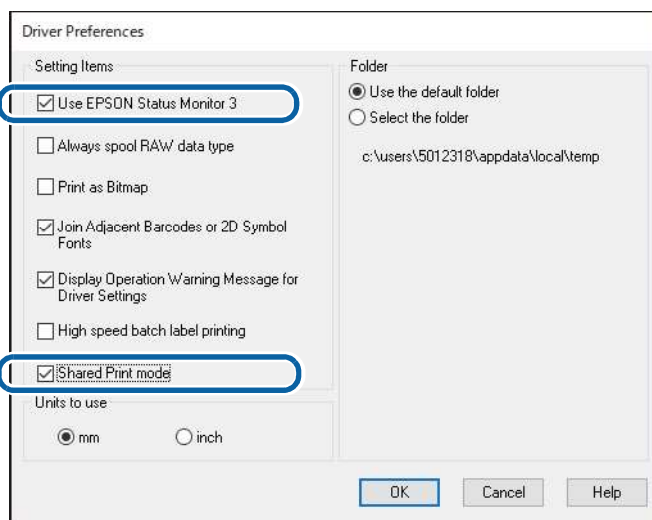 Driver Preferences
Setting Items
Use EPSON Status Monitor 3
Always spool RAW data type
Print as Bitmap
Join Adjacent Barcodes or 2D Symbol
Fonts
Display Operation Warning Message for
Driver Settings
High speed batch label printing
Shared Print mode
Units to use
mm
inch
Folder
Use the default folder
Select the folder
c:\users\5012318\appdata\local\temp
OK
Cancel
Help